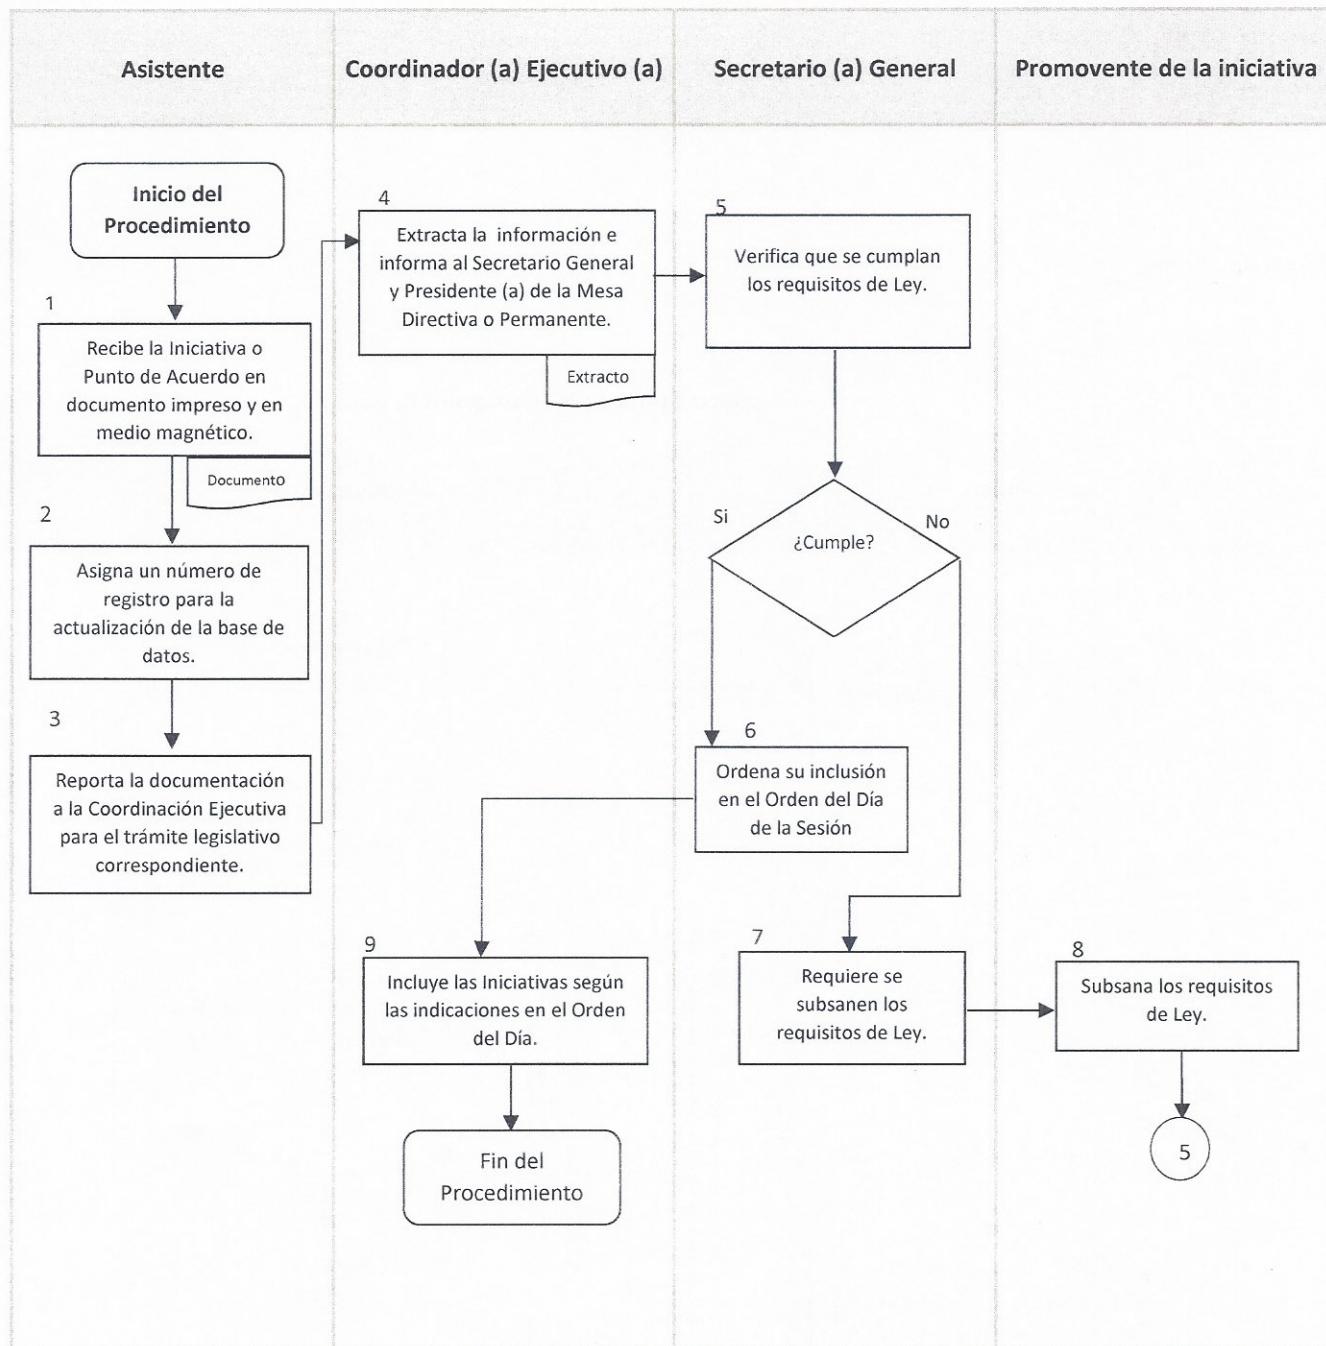 Asistente
Coordinador (a) Ejecutivo (a)
Secretario (a) General
Promovente de la iniciativa
Inicio del
Procedimiento
1
Recibe la Iniciativa o
Punto de Acuerdo en
documento impreso y en
medio magnético.
Documento
2
Asigna un número de
registro para la
actualización de la base de
datos.
3
Reporta la documentación
a la Coordinación Ejecutiva
para el trámite legislativo
correspondiente.
4
Extracta la información e
informa al Secretario General
y Presidente (a) de la Mesa
Directiva o Permanente.
Extracto
5
Verifica que se cumplan
los requisitos de Ley.
¿Cumple?
Si
No
6
Ordena su inclusión
en el Orden del Día
de la Sesión
7
Requiere se
subsanen los
requisitos de Ley.
8
Subsana los requisitos
de Ley.
5
9
Incluye las Iniciativas según
las indicaciones en el Orden
del Día.
Fin del
Procedimiento